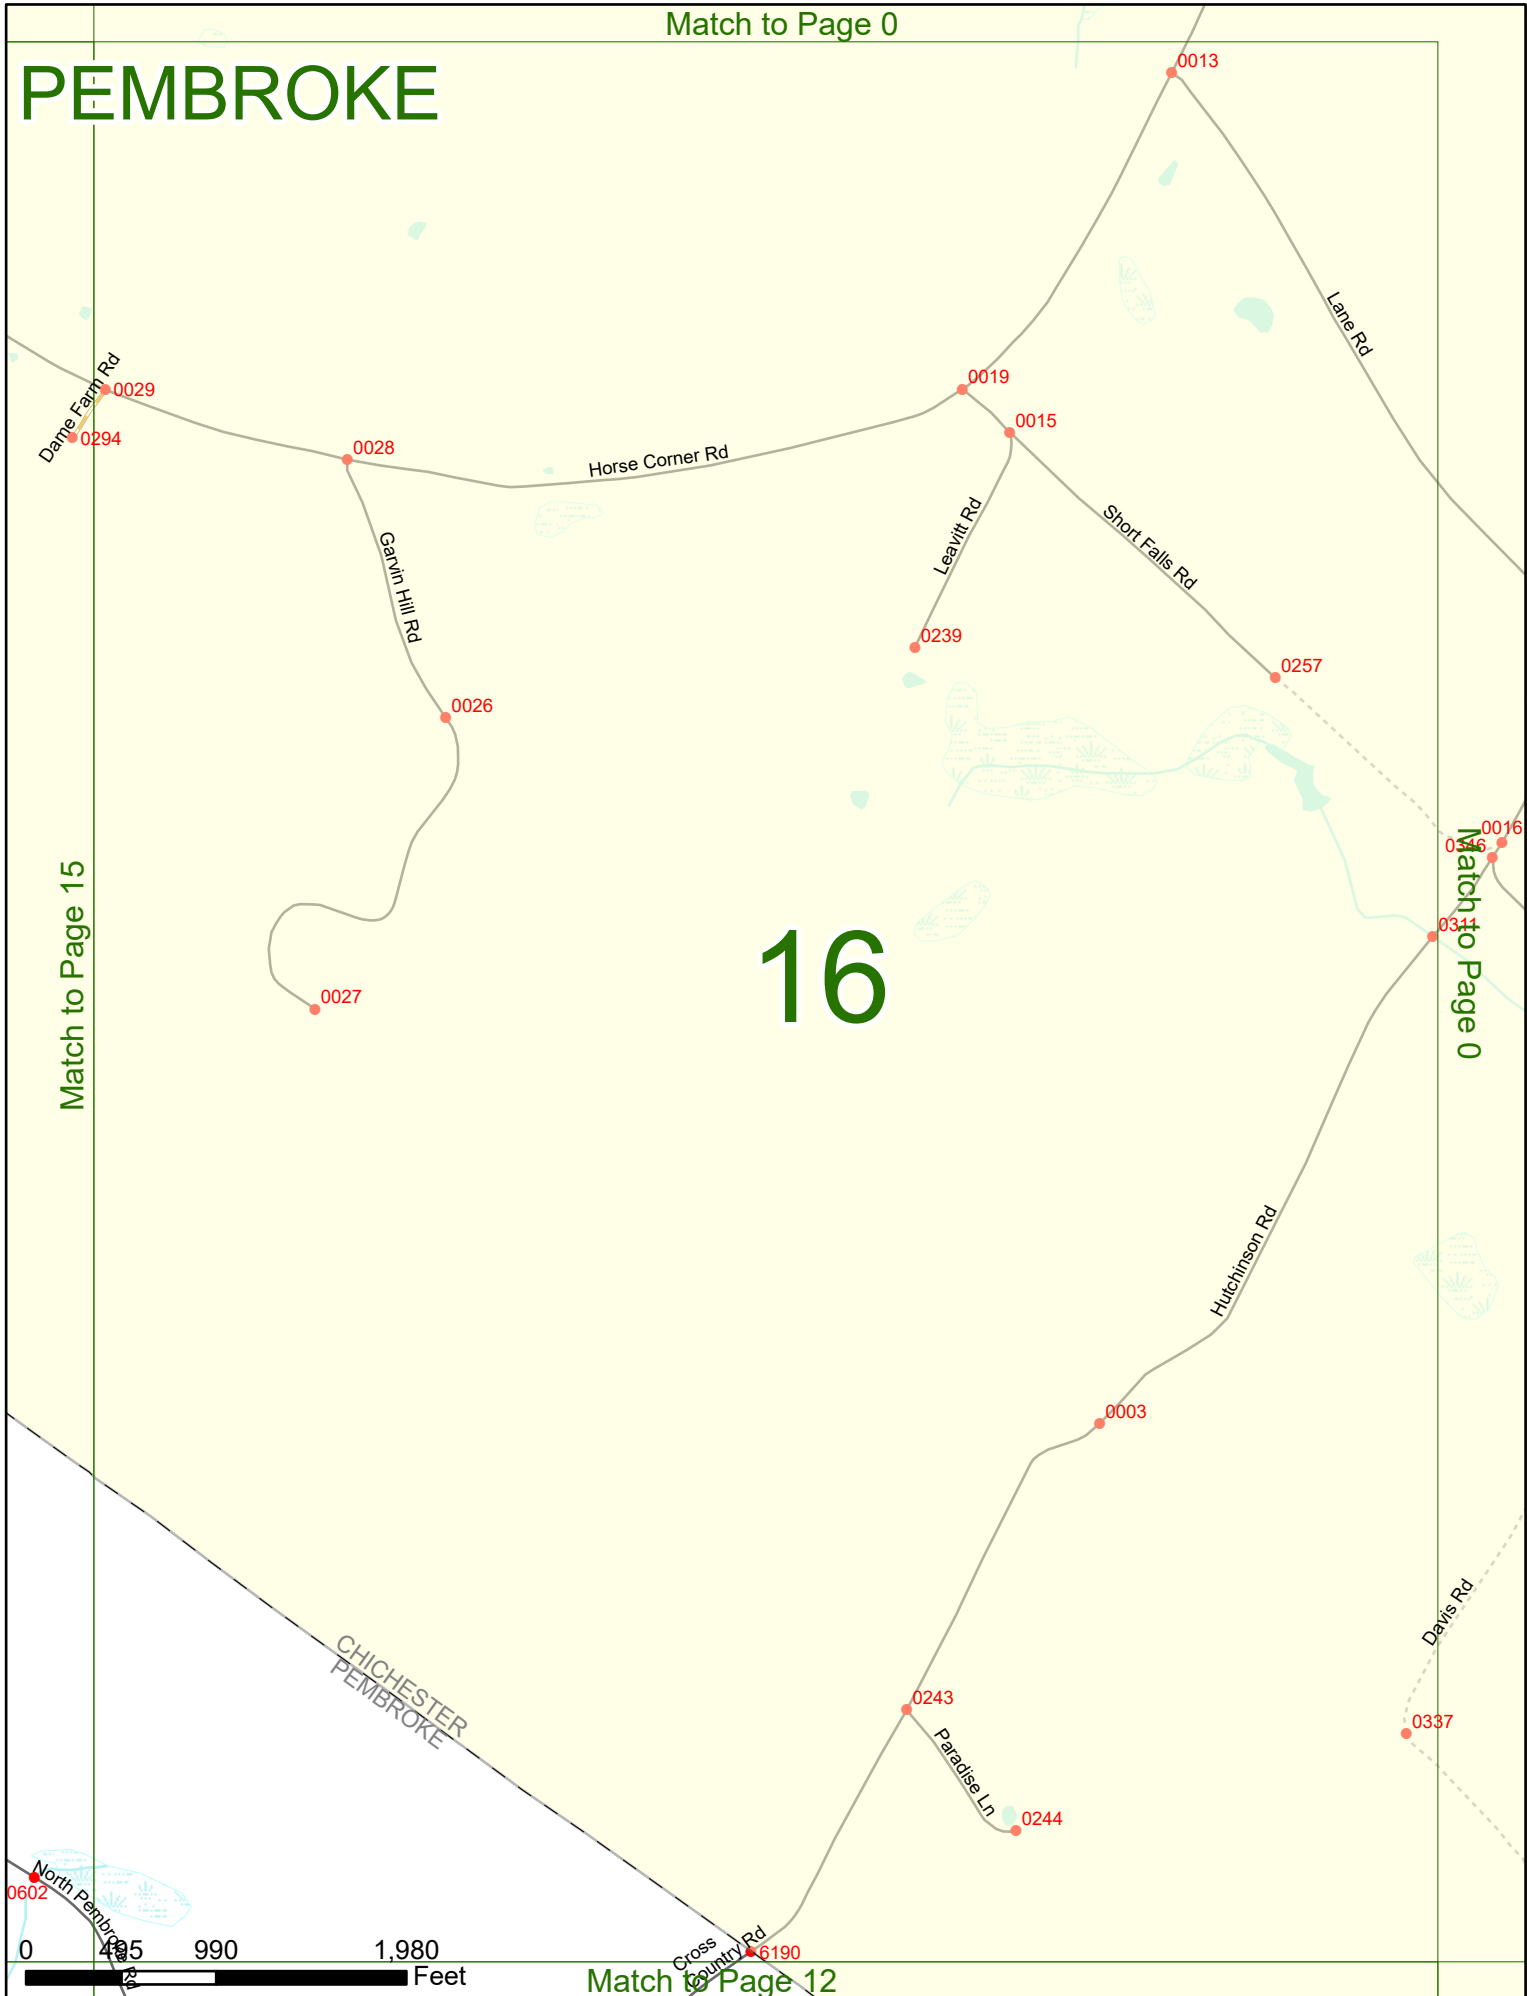 Match to Page 0
PEMBROKE
0013
Lane Rd
Dame Farm Rd
0029
0294
0028
Horse Corner Rd
0019
0015
Leavitt Rd
Short Falls Rd
Garvin Hill Rd
0239
0257
0026
0016
0346
Match to Page 0
0311
Match to Page 15
16
0027
Hutchinson Rd
0003
Davis Rd
CHICHESTER
PEMBROKE
0243
0337
Paradise Ln
0244
North Pembroke Rd
0602
Cross
Country Rd
6190
0 495 990 1,980
Feet
Match to Page 12